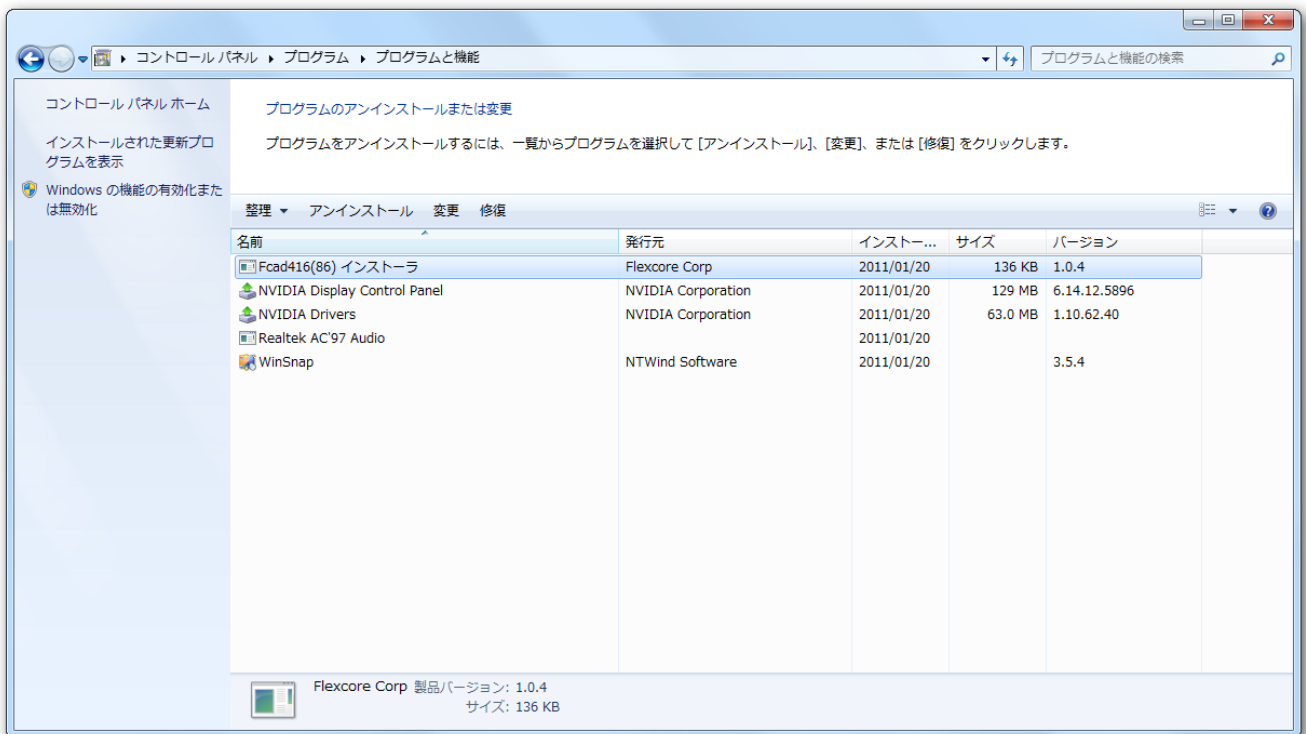 コントロール パネル ▸ プログラム ▸ プログラムと機能
プログラムと機能の検索
コントロール パネル ホーム
インストールされた更新プロ
グラムを表示
Windows の機能の有効化また
は無効化
プログラムのアンインストールまたは変更
プログラムをアンインストールするには、一覧からプログラムを選択して [アンインストール]、[変更]、または [修復] をクリックします。
整理 アンインストール 変更 修復
名前 発行元 インストー... サイズ バージョン
Fcad416(86) インストーラ Flexcore Corp 2011/01/20 136 KB 1.0.4
NVIDIA Display Control Panel NVIDIA Corporation 2011/01/20 129 MB 6.14.12.5896
NVIDIA Drivers NVIDIA Corporation 2011/01/20 63.0 MB 1.10.62.40
Realtek AC'97 Audio 2011/01/20
WinSnap NTWind Software 2011/01/20 3.5.4
Flexcore Corp 製品バージョン: 1.0.4
サイズ: 136 KB